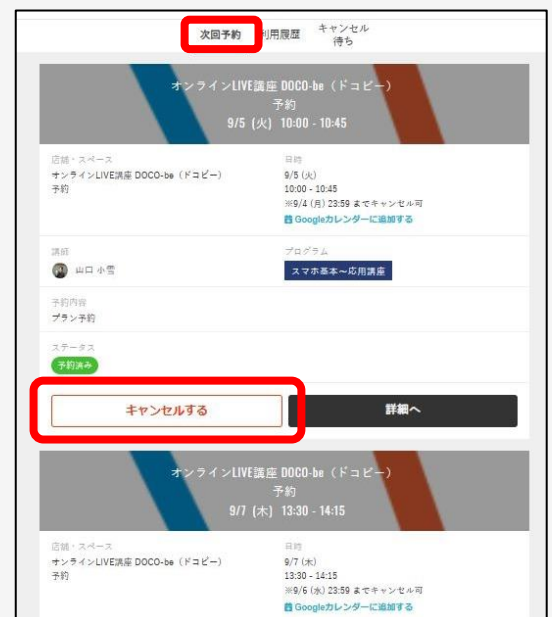 次回予約 利用履歴 キャンセル
待ち
オンラインLIVE講座 DOCO-be（ドコビー）
予約
9/5 (火) 10:00 - 10:45
店舗・スペース
オンラインLIVE講座 DOCO-be（ドコビー）
予約
日時
9/5 (火)
10:00 - 10:45
※9/4 (月) 23:59 までキャンセル可
Googleカレンダーに追加する
講師
山口 小雪
プログラム
スマホ基本～応用講座
予約内容
プラン予約
ステータス
予約済み
キャンセルする
詳細へ
オンラインLIVE講座 DOCO-be（ドコビー）
予約
9/7 (木) 13:30 - 14:15
店舗・スペース
オンラインLIVE講座 DOCO-be（ドコビー）
予約
日時
9/7 (木)
13:30 - 14:15
※9/6 (水) 23:59 までキャンセル可
Googleカレンダーに追加する